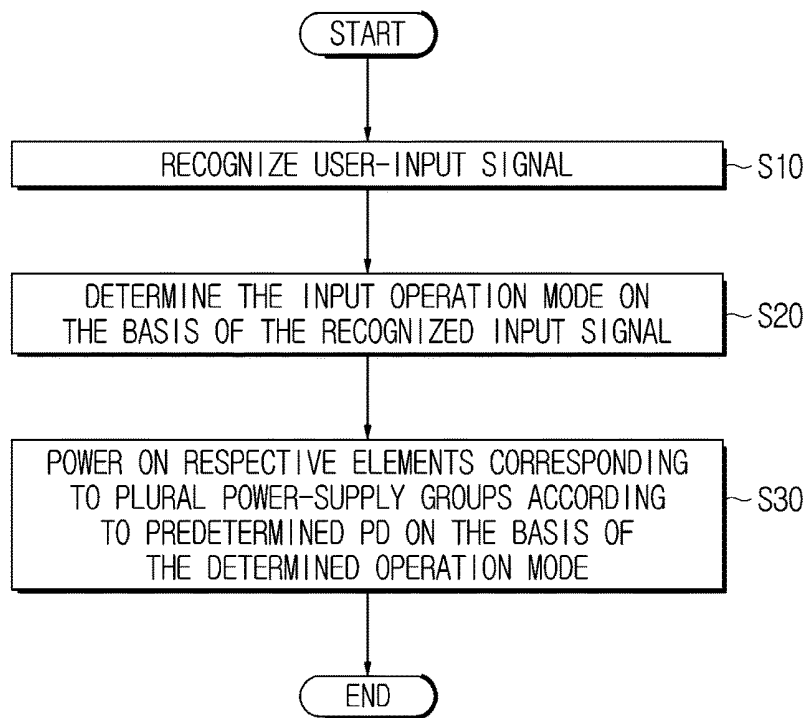 START
RECOGNIZE USER-INPUT SIGNAL
S10
DETERMINE THE INPUT OPERATION MODE ON
THE BASIS OF THE RECOGNIZED INPUT SIGNAL
S20
POWER ON RESPECTIVE ELEMENTS CORRESPONDING
TO PLURAL POWER-SUPPLY GROUPS ACCORDING
TO PREDETERMINED PD ON THE BASIS OF
THE DETERMINED OPERATION MODE
S30
END